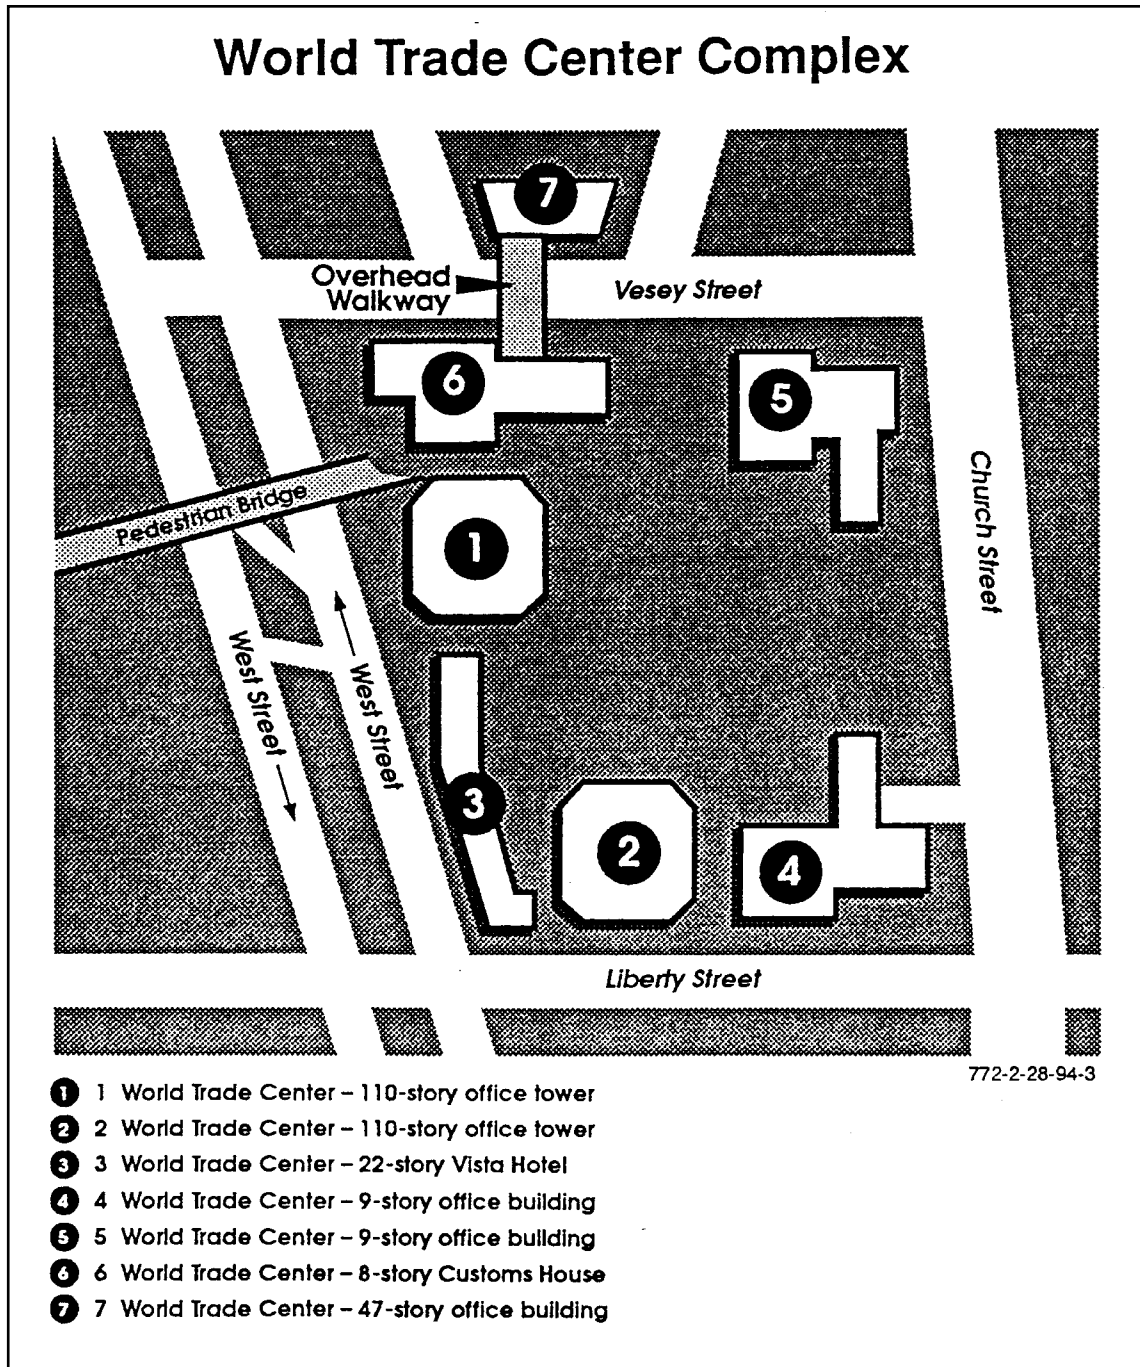 World Trade Center Complex
7
Overhead
Walkway
Vesey Street
6
5
Pedestrian Bridge
1
Church Street
West Street
West Street
3
2
4
Liberty Street
772-2-28-94-3
1 1 World Trade Center – 110-story office tower
2 2 World Trade Center – 110-story office tower
3 3 World Trade Center – 22-story Vista Hotel
4 4 World Trade Center – 9-story office building
5 5 World Trade Center – 9-story office building
6 6 World Trade Center – 8-story Customs House
7 7 World Trade Center – 47-story office building